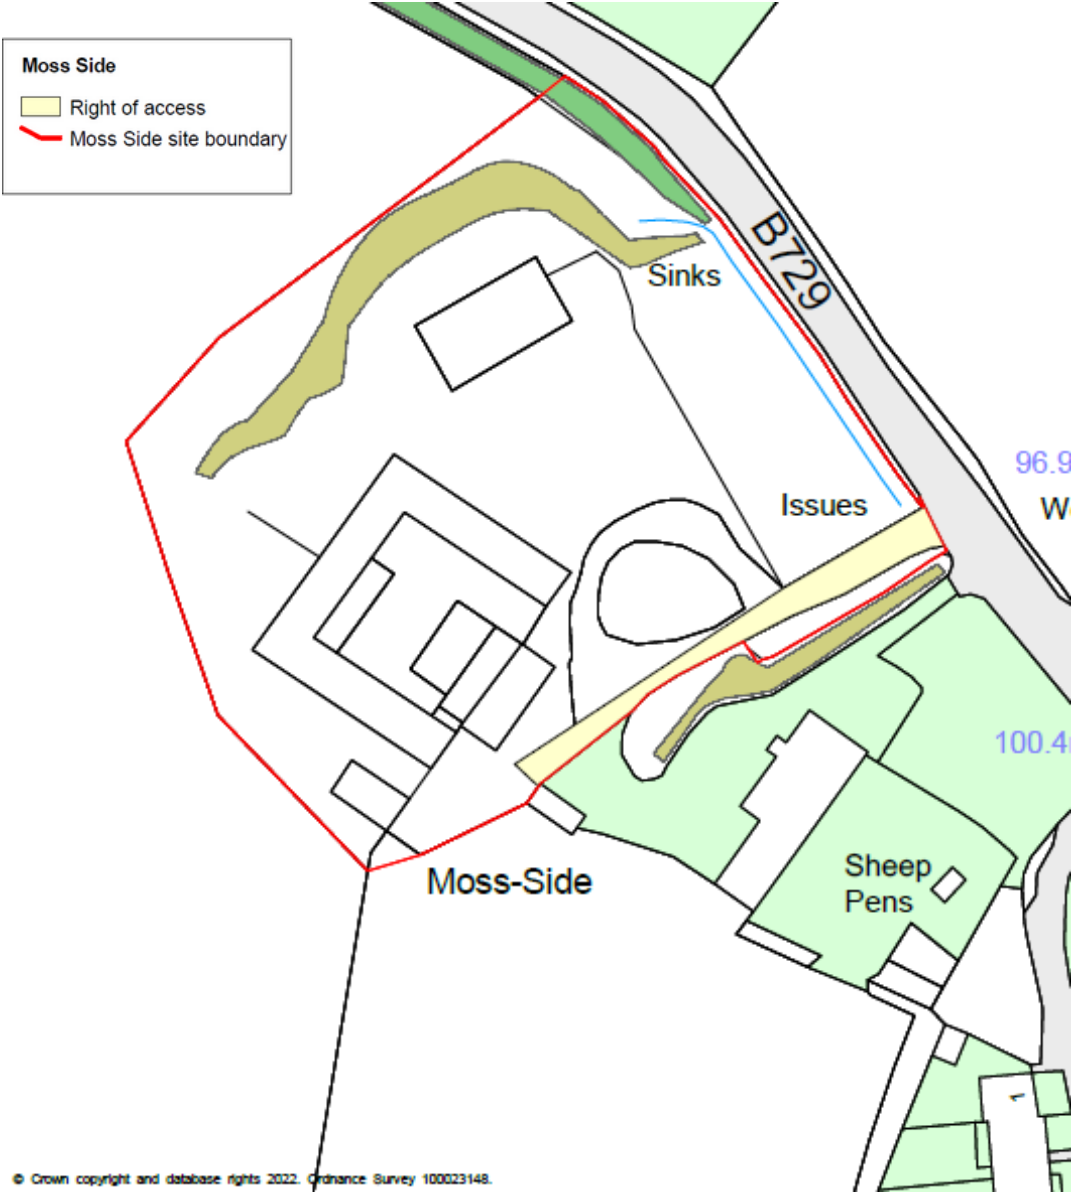 Moss Side
Right of access
Moss Side site boundary
B729
Sinks
96.9
Issues
100.4
Moss-Side
Sheep
Pens
1
© Crown copyright and database rights 2022. Ordnance Survey 100023148.